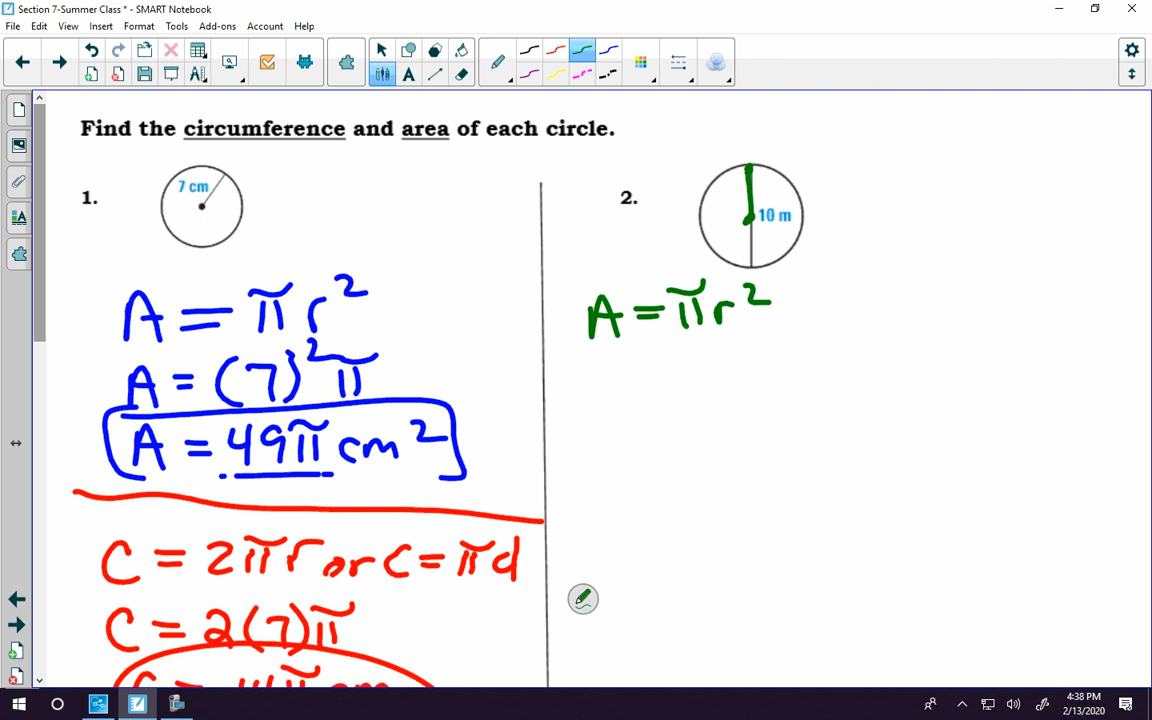 Section 7-Summer Class * - SMART Notebook
File Edit View Insert Format Tools Add-ons Account Help
Find the circumference and area of each circle.
1.
7 cm
A = πr²
A = (7)²π
A = 49π cm²
C = 2πr or C = πd
C = 2(7)π
2.
10 m
A = πr²
4:38 PM
2/13/2020